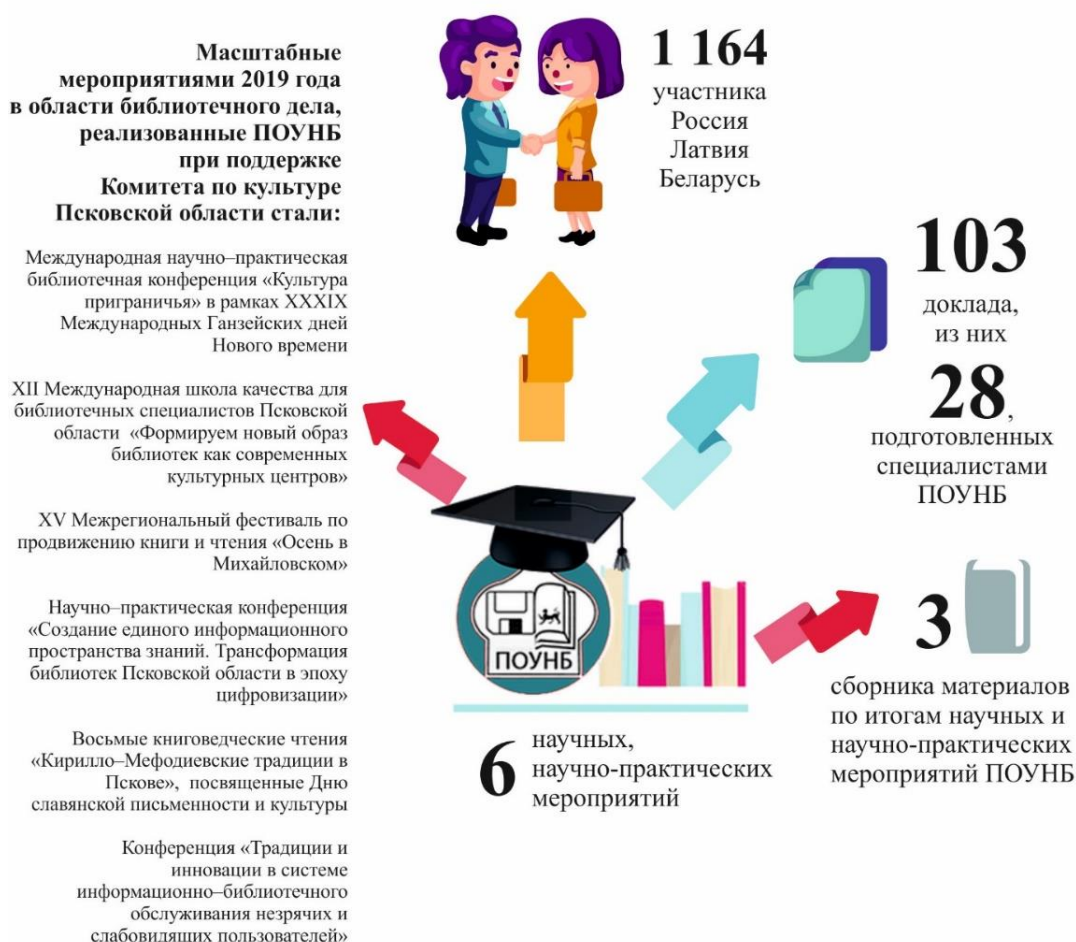 Масштабные
мероприятиями 2019 года
в области библиотечного дела,
реализованные ПОУНБ
при поддержке
Комитета по культуре
Псковской области стали:
Международная научно–практическая
библиотечная конференция «Культура
приграничья» в рамках XXXIX
Международных Ганзейских дней
Нового времени
XII Международная школа качества для
библиотечных специалистов Псковской
области «Формируем новый образ
библиотек как современных
культурных центров»
XV Межрегиональный фестиваль по
продвижению книги и чтения «Осень в
Михайловском»
Научно–практическая конференция
«Создание единого информационного
пространства знаний. Трансформация
библиотек Псковской области в эпоху
цифровизации»
Восьмые книговедческие чтения
«Кирилло–Мефодиевские традиции в
Пскове», посвященные Дню
славянской письменности и культуры
Конференция «Традиции и
инновации в системе
информационно–библиотечного
обслуживания незрячих и
слабовидящих пользователей»
1 164
участника
Россия
Латвия
Беларусь
103
доклада,
из них
28,
подготовленных
специалистами
ПОУНБ
3
сборника материалов
по итогам научных и
научно-практических
мероприятий ПОУНБ
ПОУНБ
6
научных,
научно-практических
мероприятий